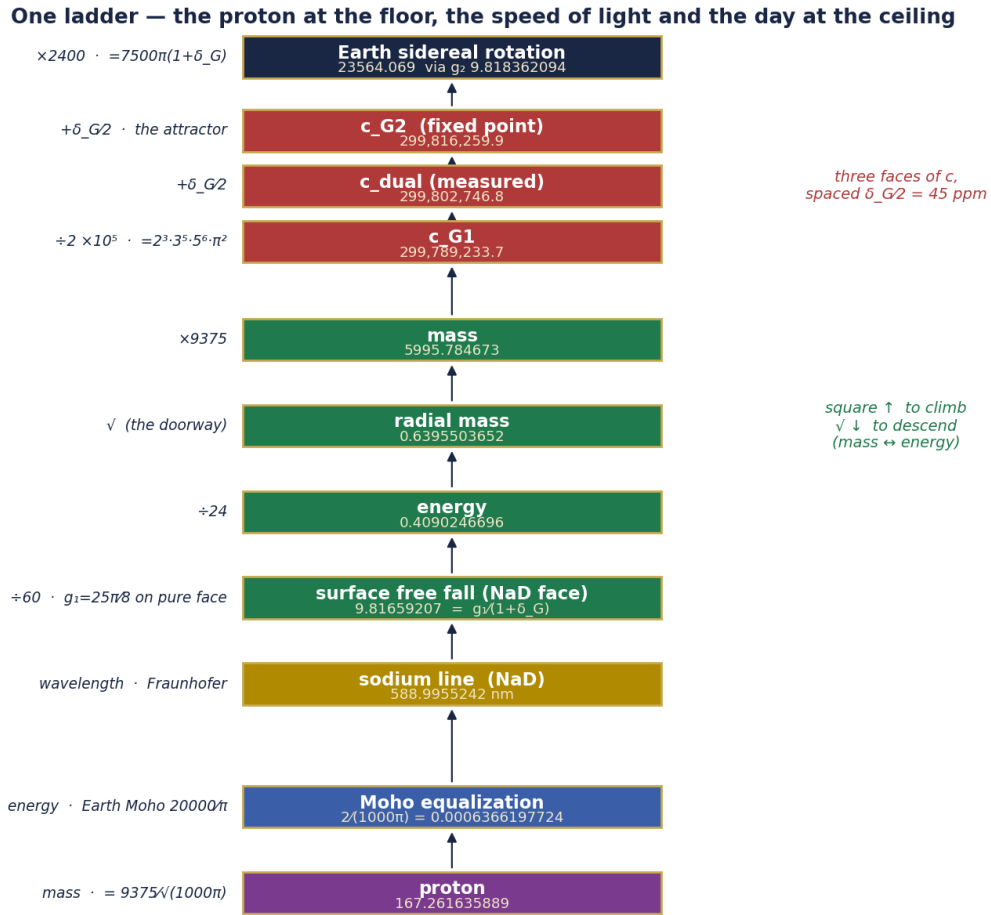 One ladder — the proton at the floor, the speed of light and the day at the ceiling
×2400 · =7500π(1+δ_G)
Earth sidereal rotation
23564.069 via g₂ 9.818362094
+δ_G⁄2 · the attractor
c_G2 (fixed point)
299,816,259.9
+δ_G⁄2
c_dual (measured)
299,802,746.8
three faces of c,
spaced δ_G⁄2 = 45 ppm
÷2 ×10⁵ · =2³·3⁵·5⁶·π²
c_G1
299,789,233.7
×9375
mass
5995.784673
√ (the doorway)
radial mass
0.6395503652
square ↑ to climb
√ ↓ to descend
(mass ↔ energy)
÷24
energy
0.4090246696
÷60 · g₁=25π⁄8 on pure face
surface free fall (NaD face)
9.81659207 = g₁⁄(1+δ_G)
wavelength · Fraunhofer
sodium line (NaD)
588.9955242 nm
energy · Earth Moho 20000⁄π
Moho equalization
2⁄(1000π) = 0.0006366197724
mass · = 9375⁄√(1000π)
proton
167.261635889